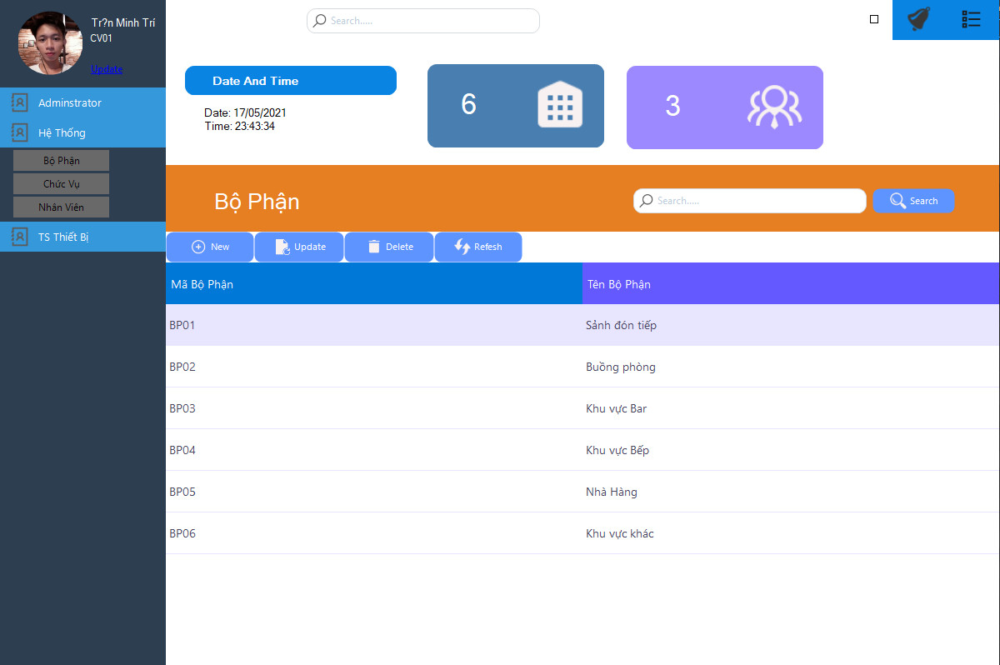 Tr?n Minh Trí
CV01
Update
Adminstrator
Hệ Thống
Bộ Phận
Chức Vụ
Nhân Viên
TS Thiết Bị
Search.....
Date And Time
Date: 17/05/2021
Time: 23:43:34
6
3
Bộ Phận
Search.....
Search
New
Update
Delete
Refesh
Mã Bộ Phận
Tên Bộ Phận
BP01
Sảnh đón tiếp
BP02
Buồng phòng
BP03
Khu vực Bar
BP04
Khu vực Bếp
BP05
Nhà Hàng
BP06
Khu vực khác